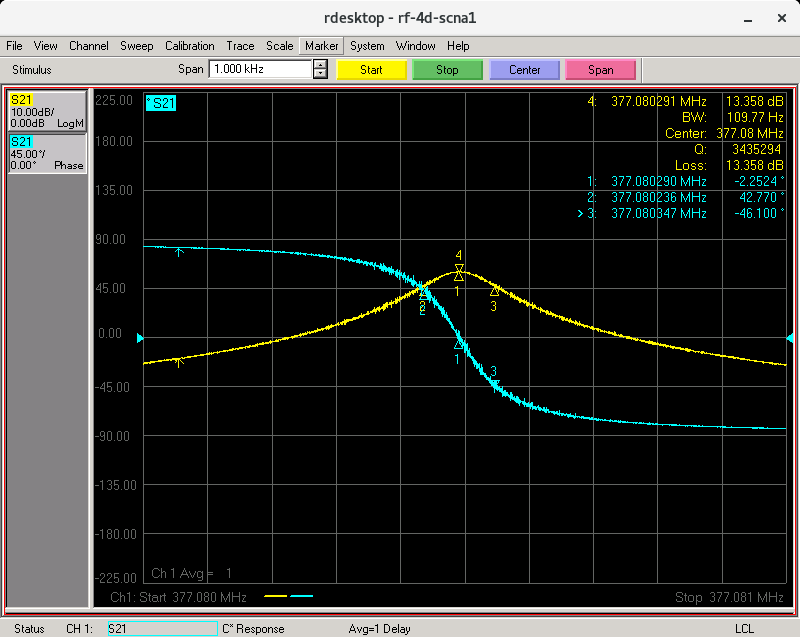 rdesktop - rf-4d-scna1
File View Channel Sweep Calibration Trace Scale Marker System Window Help
Stimulus Span 1.000 kHz Start Stop Center Span
S21
10.00dB/
0.00dB LogM
S21
45.00°/
0.00° Phase
°S21
225.00
180.00
135.00
90.00
45.00
0.00
-45.00
-90.00
-135.00
-180.00
-225.00
4: 377.080291 MHz 13.358 dB
BW: 109.77 Hz
Center: 377.08 MHz
Q: 3435294
Loss: 13.358 dB
1: 377.080290 MHz -2.2524 °
2: 377.080236 MHz 42.770 °
> 3: 377.080347 MHz -46.100 °
4
1
3
2
3
1
3
Ch 1 Avg = 1
Ch1: Start 377.080 MHz Stop 377.081 MHz
Status CH 1: S21 C* Response Avg=1 Delay LCL